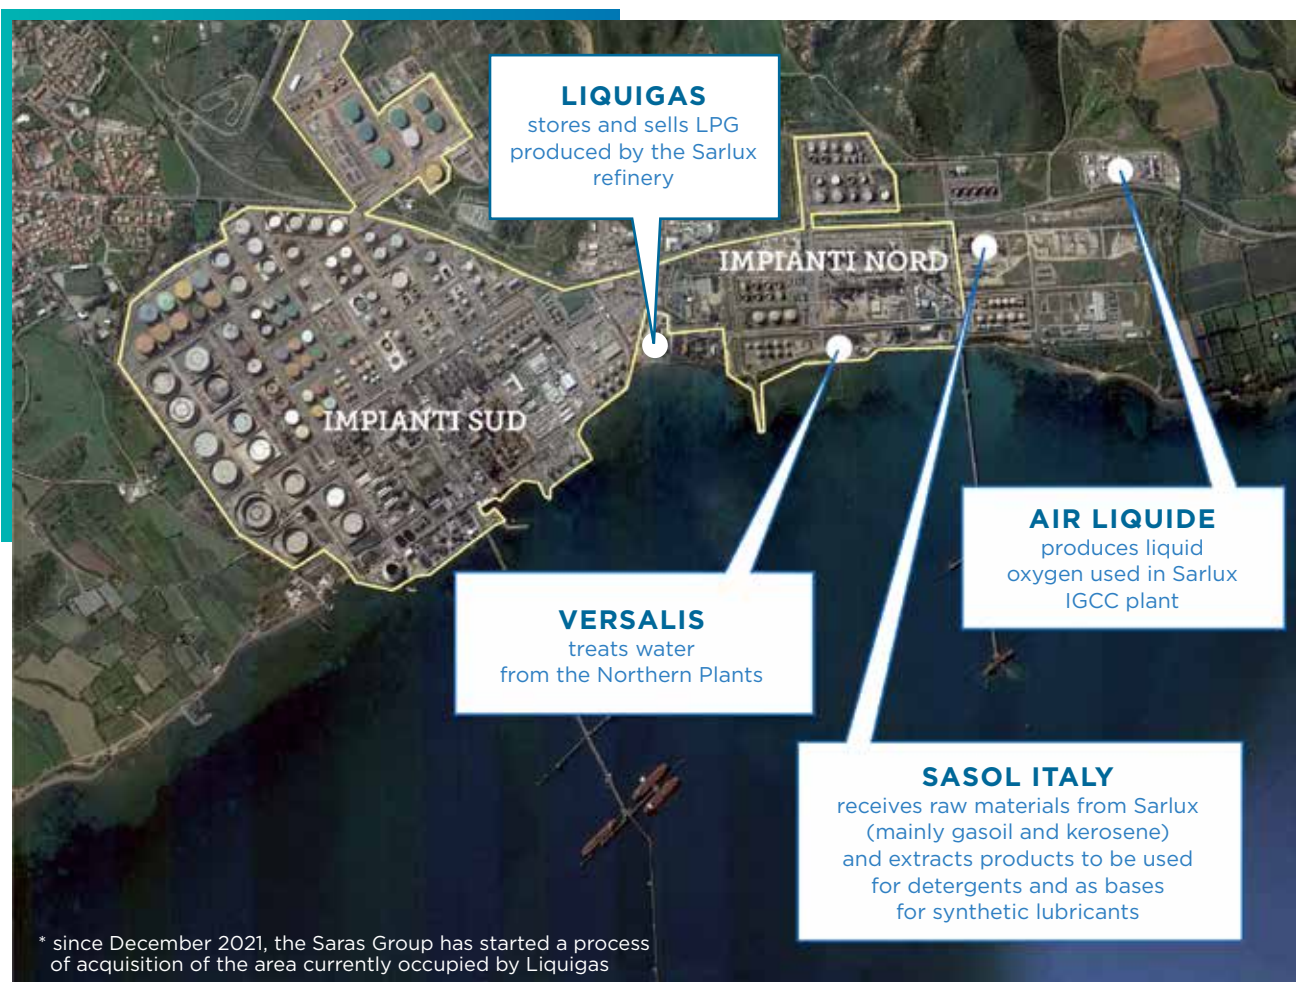 LIQUIGAS
stores and sells LPG
produced by the Sarlux
refinery
IMPIANTI NORD
IMPIANTI SUD
AIR LIQUIDE
produces liquid
oxygen used in Sarlux
IGCC plant
VERSALIS
treats water
from the Northern Plants
SASOL ITALY
receives raw materials from Sarlux
(mainly gasoil and kerosene)
and extracts products to be used
for detergents and as bases
for synthetic lubricants
* since December 2021, the Saras Group has started a process
of acquisition of the area currently occupied by Liquigas